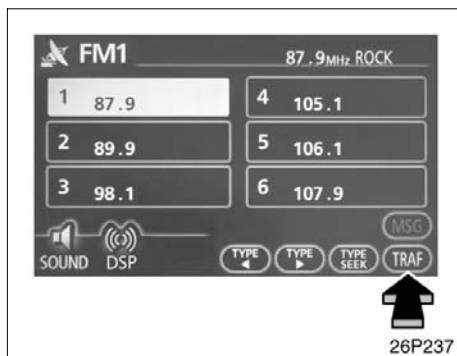 FM1
87.9MHz ROCK
1 87.9
4 105.1
2 89.9
5 106.1
3 98.1
6 107.9
MSG
SOUND DSP TYPE ◄ TYPE ► TYPE SEEK TRAF
26P237